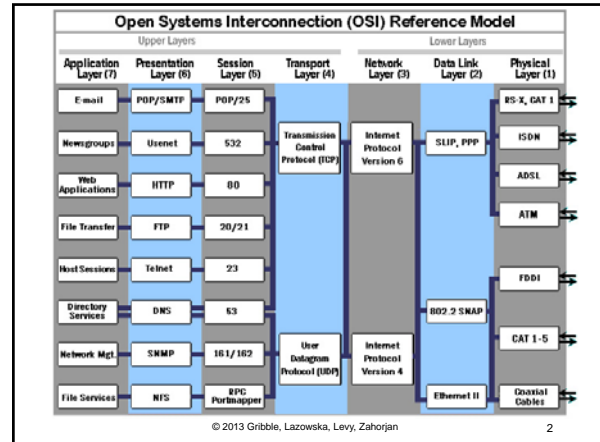 Open Systems Interconnection (OSI) Reference Model
Upper Layers
Lower Layers
Application Layer (7)
Presentation Layer (6)
Session Layer (5)
Transport Layer (4)
Network Layer (3)
Data Link Layer (2)
Physical Layer (1)
E-mail
POP/SMTP
POP/25
Newsgroups
Usenet
532
Web Applications
HTTP
80
File Transfer
FTP
20/21
Host Sessions
Telnet
23
Directory Services
DNS
53
Network Mgt.
SNMP
161/162
File Services
NFS
RPC Portmapper
Transmission Control Protocol (TCP)
User Datagram Protocol (UDP)
Internet Protocol Version 6
Internet Protocol Version 4
SLIP, PPP
802.2 SNAP
Ethernet II
RS-X, CAT 1
ISDN
ADSL
ATM
FDDI
CAT 1-5
Coaxial Cables
© 2013 Gribble, Lazowska, Levy, Zahorjan
2